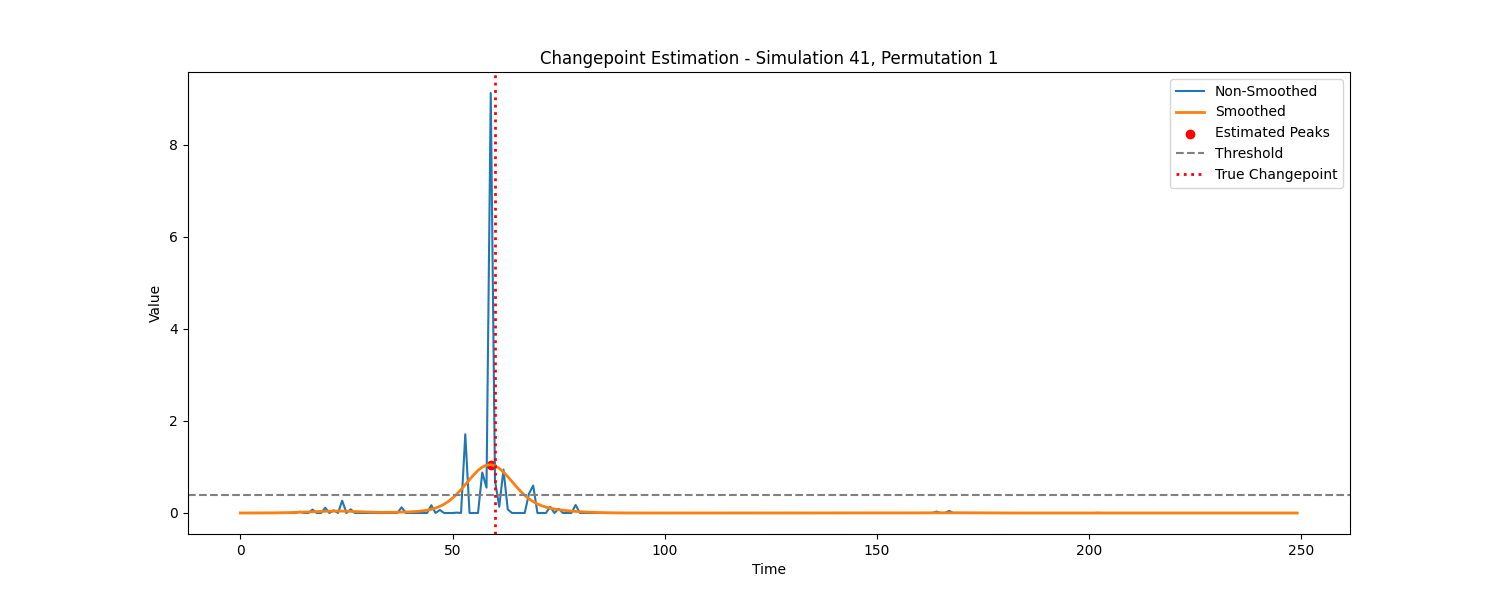 Changepoint Estimation - Simulation 41, Permutation 1
Non-Smoothed
Smoothed
Estimated Peaks
Threshold
True Changepoint
Value
8
6
4
2
0
0 50 100 150 200 250
Time